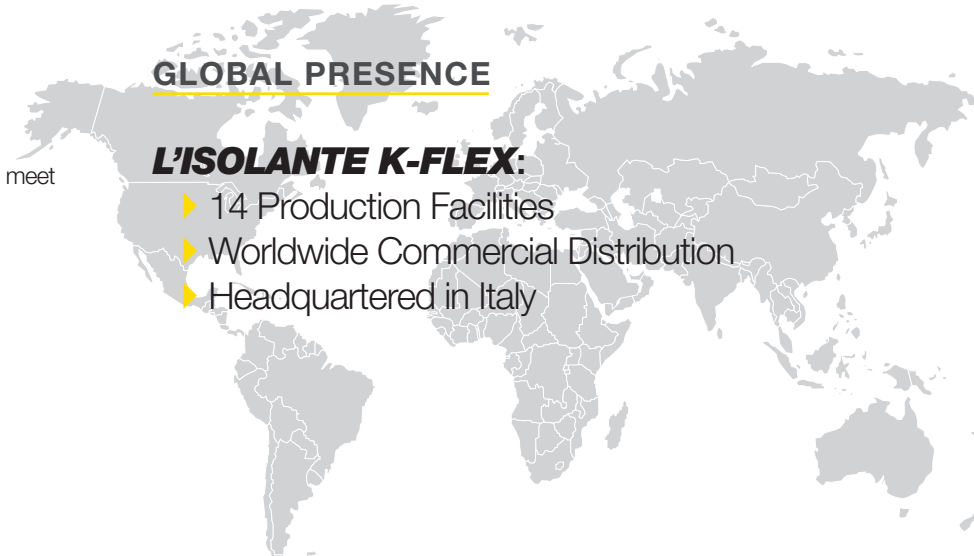 GLOBAL PRESENCE
L'ISOLANTE K-FLEX:
meet
14 Production Facilities
Worldwide Commercial Distribution
Headquartered in Italy